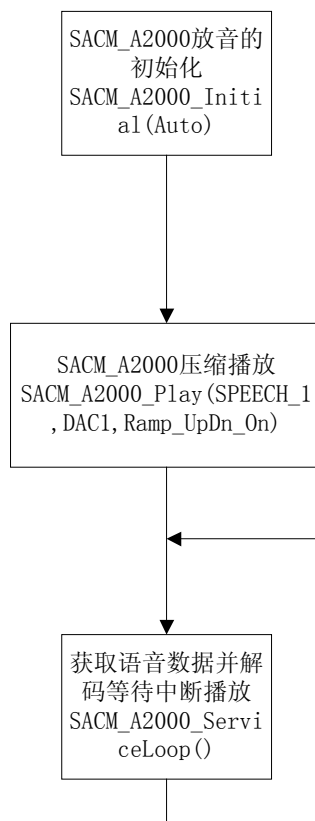 SACM_A2000放音的
初始化
SACM_A2000_Initi
al(Auto)
SACM_A2000压缩播放
SACM_A2000_Play(SPEECH_1
,DAC1,Ramp_UpDn_On)
获取语音数据并解
码等待中断播放
SACM_A2000_Servi
ceLoop()